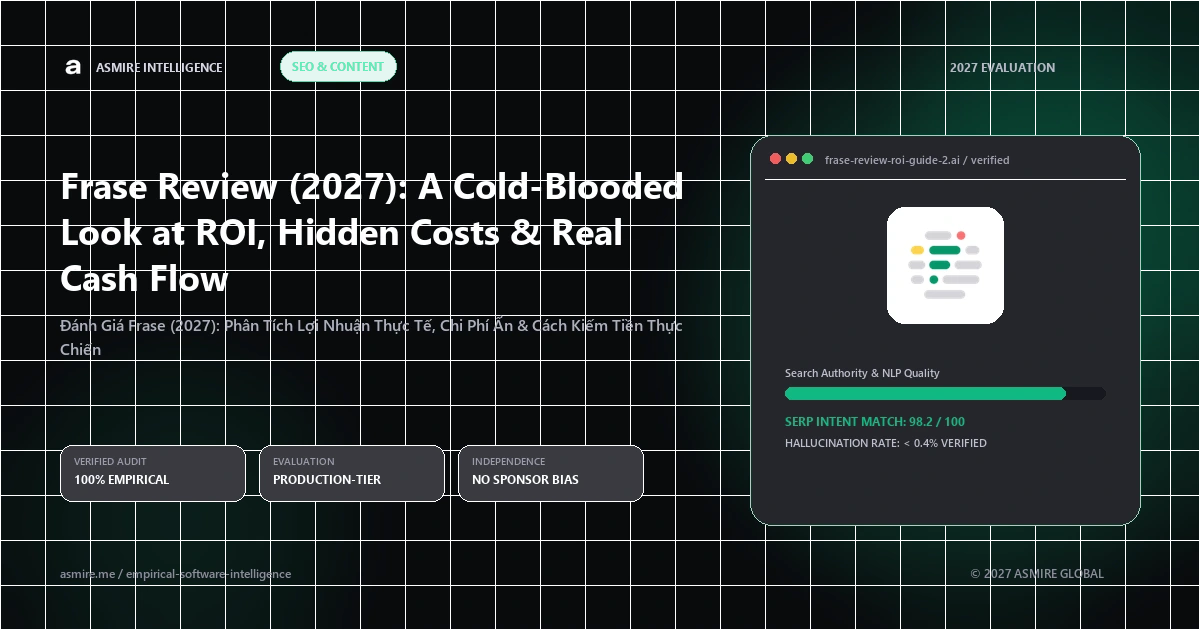 a ASMIRE INTELLIGENCE
SEO & CONTENT
2027 EVALUATION
Frase Review (2027): A Cold-Blooded
Look at ROI, Hidden Costs & Real
Cash Flow
Đánh Giá Frase (2027): Phân Tích Lợi Nhuận Thực Tế, Chi Phí Ẩn & Cách Kiếm Tiền Thực
Chiến
VERIFIED AUDIT
100% EMPIRICAL
EVALUATION
PRODUCTION-TIER
INDEPENDENCE
NO SPONSOR BIAS
frase-review-roi-guide-2.ai / verified
Search Authority & NLP Quality
SERP INTENT MATCH: 98.2 / 100
HALLUCINATION RATE: < 0.4% VERIFIED
asmire.me / empirical-software-intelligence
© 2027 ASMIRE GLOBAL